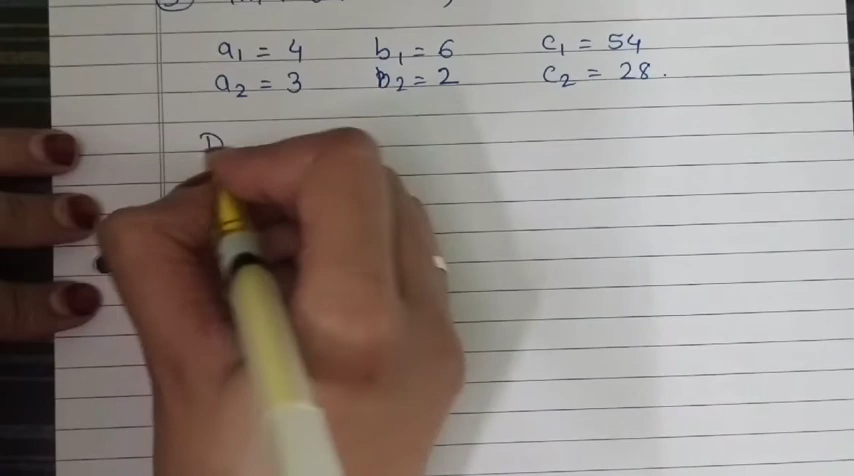 a₁ = 4 b₁ = 6 c₁ = 54
a₂ = 3 b₂ = 2 c₂ = 28.
D